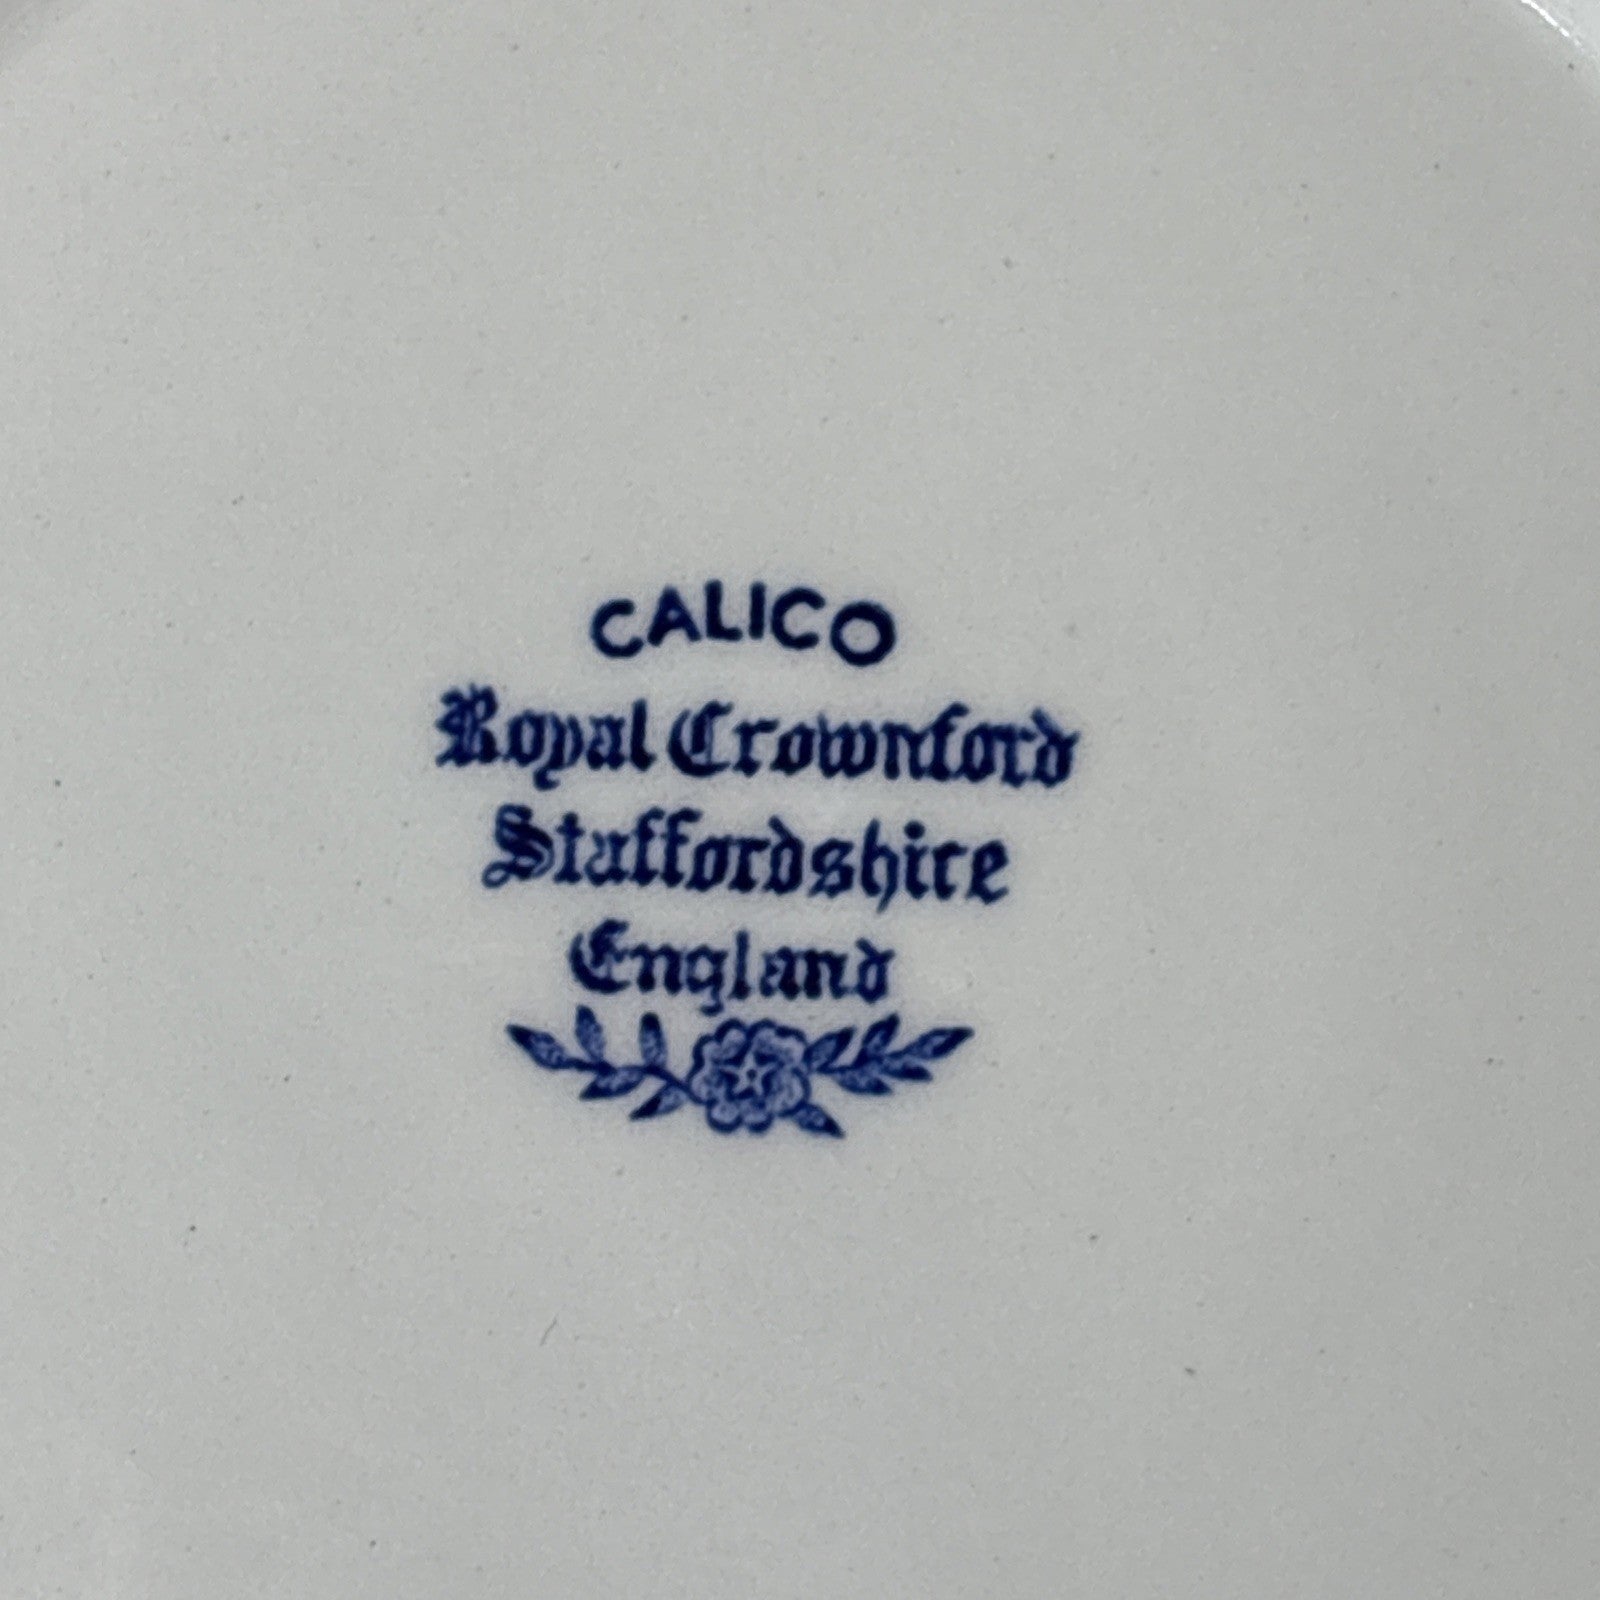 CALICO
Royal Crownford
Staffordshire
England